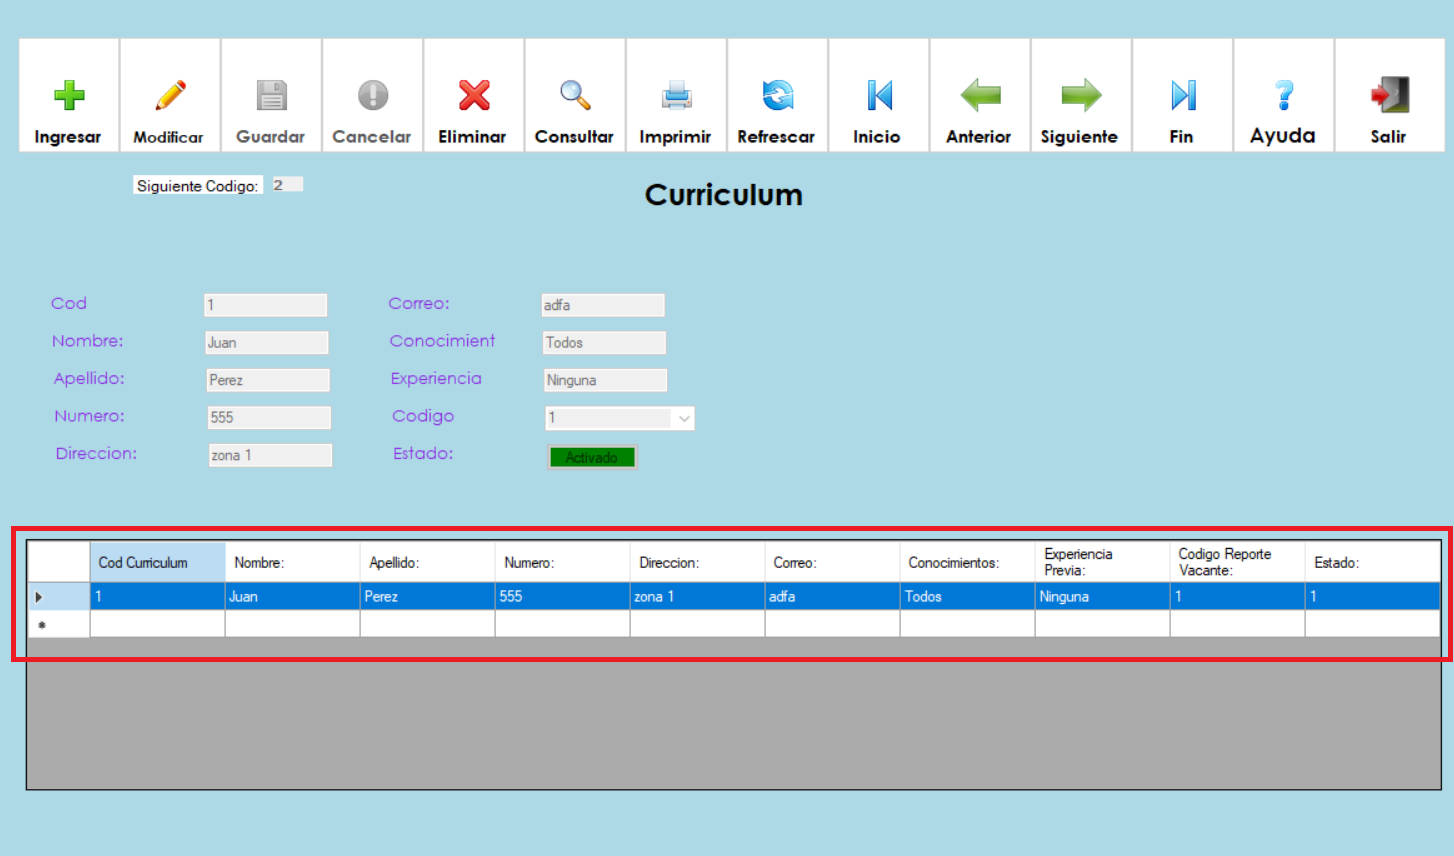 Ingresar Modificar Guardar Cancelar Eliminar Consultar Imprimir Refrescar Inicio Anterior Siguiente Fin Ayuda Salir
Siguiente Codigo: 2
Curriculum
Cod 1 Correo: adfa
Nombre: Juan Conocimient Todos
Apellido: Perez Experiencia Ninguna
Numero: 555 Codigo 1
Direccion: zona 1 Estado: Activado
Cod Curriculum Nombre: Apellido: Numero: Direccion: Correo: Conocimientos: Experiencia Previa: Codigo Reporte Vacante: Estado:
1 Juan Perez 555 zona 1 adfa Todos Ninguna 1 1